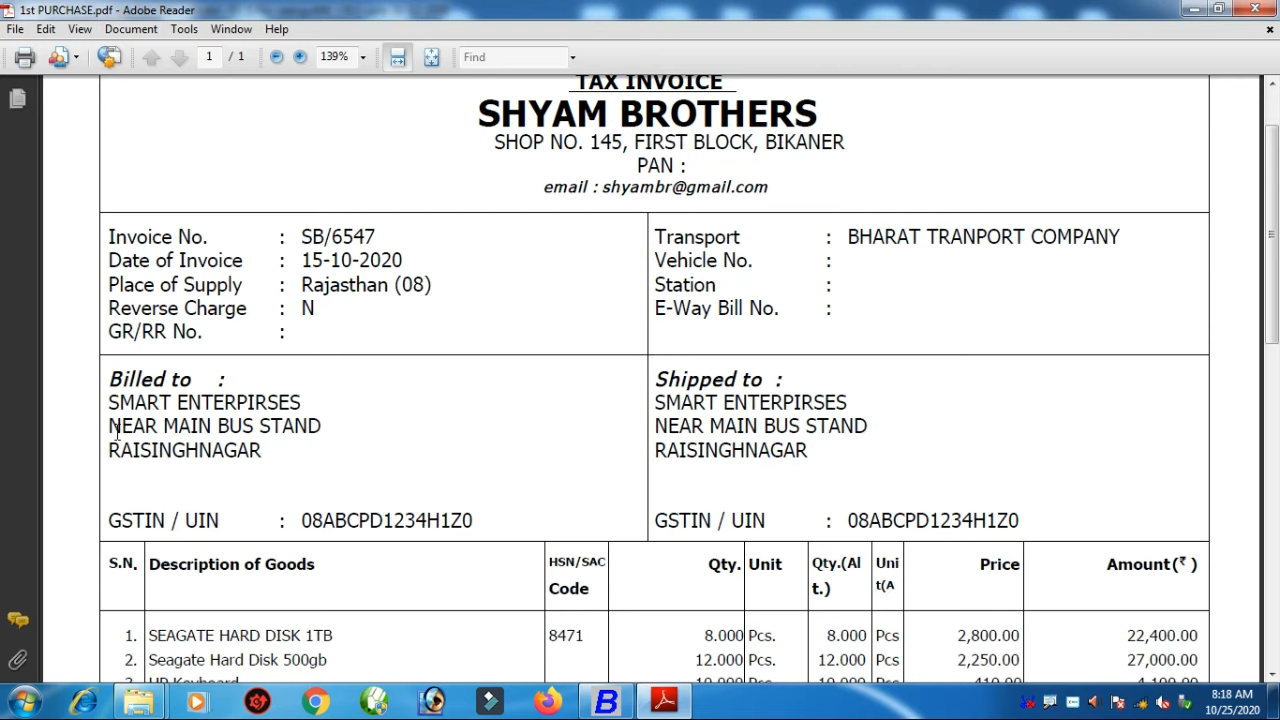 1st PURCHASE.pdf - Adobe Reader
File Edit View Document Tools Window Help
1 / 1 139% Find
TAX INVOICE
SHYAM BROTHERS
SHOP NO. 145, FIRST BLOCK, BIKANER
PAN :
email : shyambr@gmail.com
Invoice No. : SB/6547
Date of Invoice : 15-10-2020
Place of Supply : Rajasthan (08)
Reverse Charge : N
GR/RR No. :
Transport : BHARAT TRANPORT COMPANY
Vehicle No. :
Station :
E-Way Bill No. :
Billed to :
SMART ENTERPIRSES
NEAR MAIN BUS STAND
RAISINGHNAGAR
GSTIN / UIN : 08ABCPD1234H1Z0
Shipped to :
SMART ENTERPIRSES
NEAR MAIN BUS STAND
RAISINGHNAGAR
GSTIN / UIN : 08ABCPD1234H1Z0
S.N. Description of Goods HSN/SAC Qty. Unit Qty.(Al Uni Price Amount(₹ )
Code t.) t(A
1. SEAGATE HARD DISK 1TB 8471 8.000 Pcs. 8.000 Pcs 2,800.00 22,400.00
2. Seagate Hard Disk 500gb 12.000 Pcs. 12.000 Pcs 2,250.00 27,000.00
8:18 AM
10/25/2020